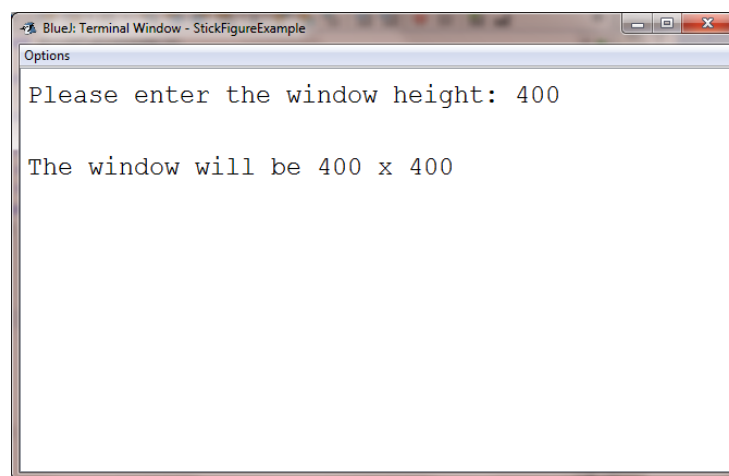 BlueJ: Terminal Window - StickFigureExample
Options
Please enter the window height: 400
The window will be 400 x 400